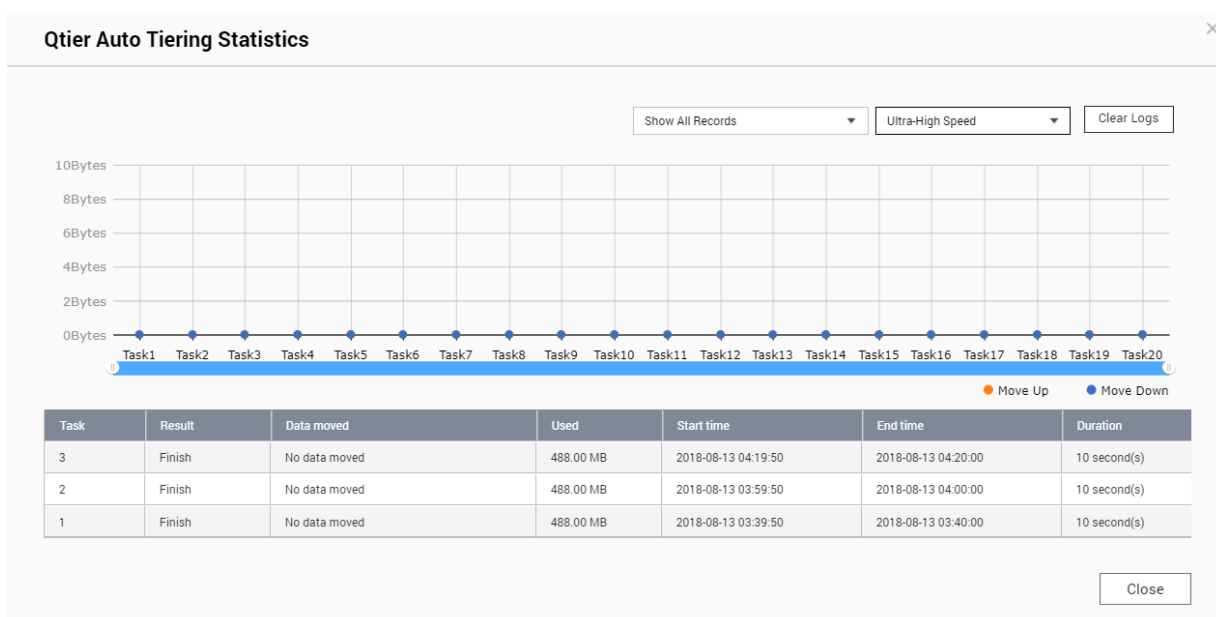 Qtier Auto Tiering Statistics
Show All Records Ultra-High Speed Clear Logs
10Bytes
8Bytes
6Bytes
4Bytes
2Bytes
0Bytes
Task1 Task2 Task3 Task4 Task5 Task6 Task7 Task8 Task9 Task10 Task11 Task12 Task13 Task14 Task15 Task16 Task17 Task18 Task19 Task20
Move Up Move Down
Task Result Data moved Used Start time End time Duration
3 Finish No data moved 488.00 MB 2018-08-13 04:19:50 2018-08-13 04:20:00 10 second(s)
2 Finish No data moved 488.00 MB 2018-08-13 03:59:50 2018-08-13 04:00:00 10 second(s)
1 Finish No data moved 488.00 MB 2018-08-13 03:39:50 2018-08-13 03:40:00 10 second(s)
Close